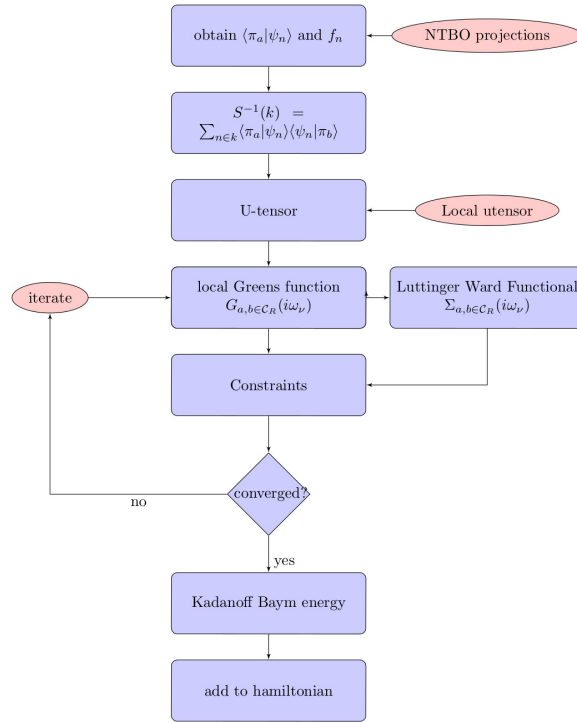 obtain ⟨π_a|ψ_n⟩ and f_n
NTBO projections
S^{-1}(k) =
∑_{n∈k}⟨π_a|ψ_n⟩⟨ψ_n|π_b⟩
U-tensor
Local utensor
iterate
local Greens function
G_{a,b∈𝒞_R}(iω_ν)
Luttinger Ward Functional
Σ_{a,b∈𝒞_R}(iω_ν)
Constraints
converged?
no
yes
Kadanoff Baym energy
add to hamiltonian